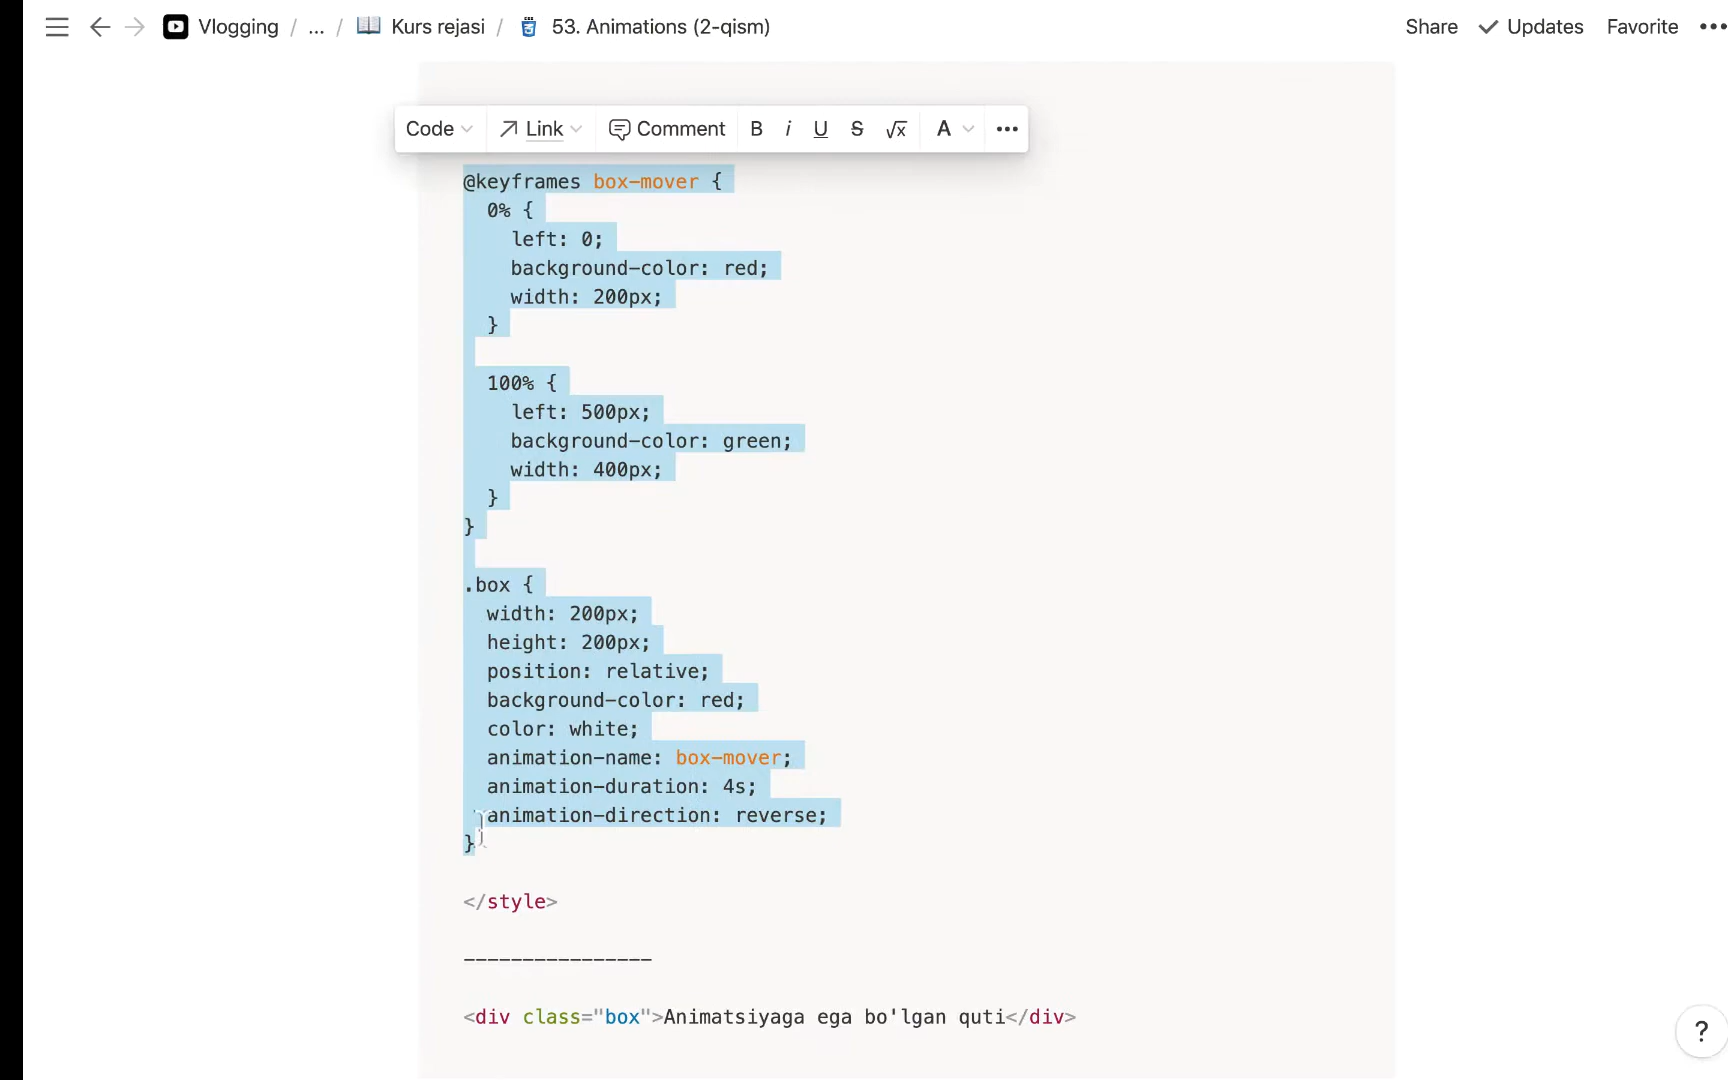 Vlogging / ... / Kurs rejasi / 53. Animations (2-qism) Share Updates Favorite
Code Link Comment B i U S √x A
@keyframes box-mover {
  0% {
    left: 0;
    background-color: red;
    width: 200px;
  }
  100% {
    left: 500px;
    background-color: green;
    width: 400px;
  }
}
.box {
  width: 200px;
  height: 200px;
  position: relative;
  background-color: red;
  color: white;
  animation-name: box-mover;
  animation-duration: 4s;
  animation-direction: reverse;
}
</style>
----------------
<div class="box">Animatsiyaga ega bo'lgan quti</div>
?